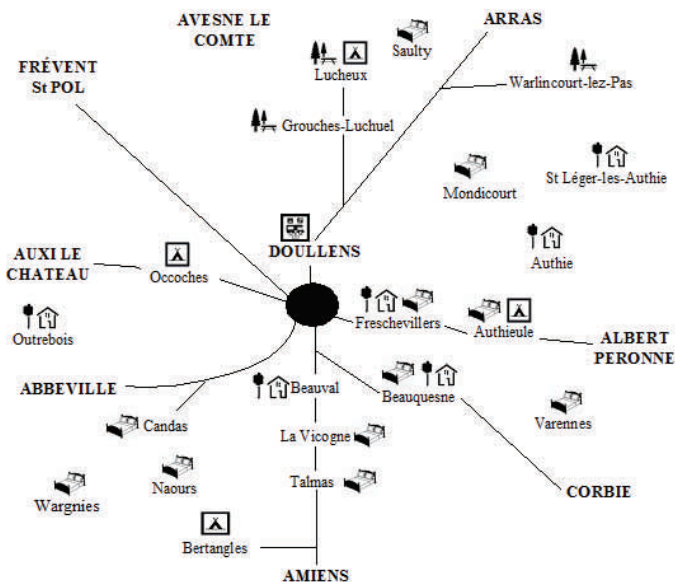 AVESNE LE
COMTE
ARRAS
Saulty
FRÉVENT
St POL
Lucheux
Warlincourt-lez-Pas
Grouches-Luchuel
Mondicourt
St Léger-les-Authie
DOULLENS
Authie
AUXI LE
CHATEAU
Occoches
Outrebois
Freschevillers
Authieule
ALBERT
PERONNE
ABBEVILLE
Beauval
Beauquesne
Candas
Varennes
La Vicogne
Wargnies
Naours
Talmas
CORBIE
Bertangles
AMIENS